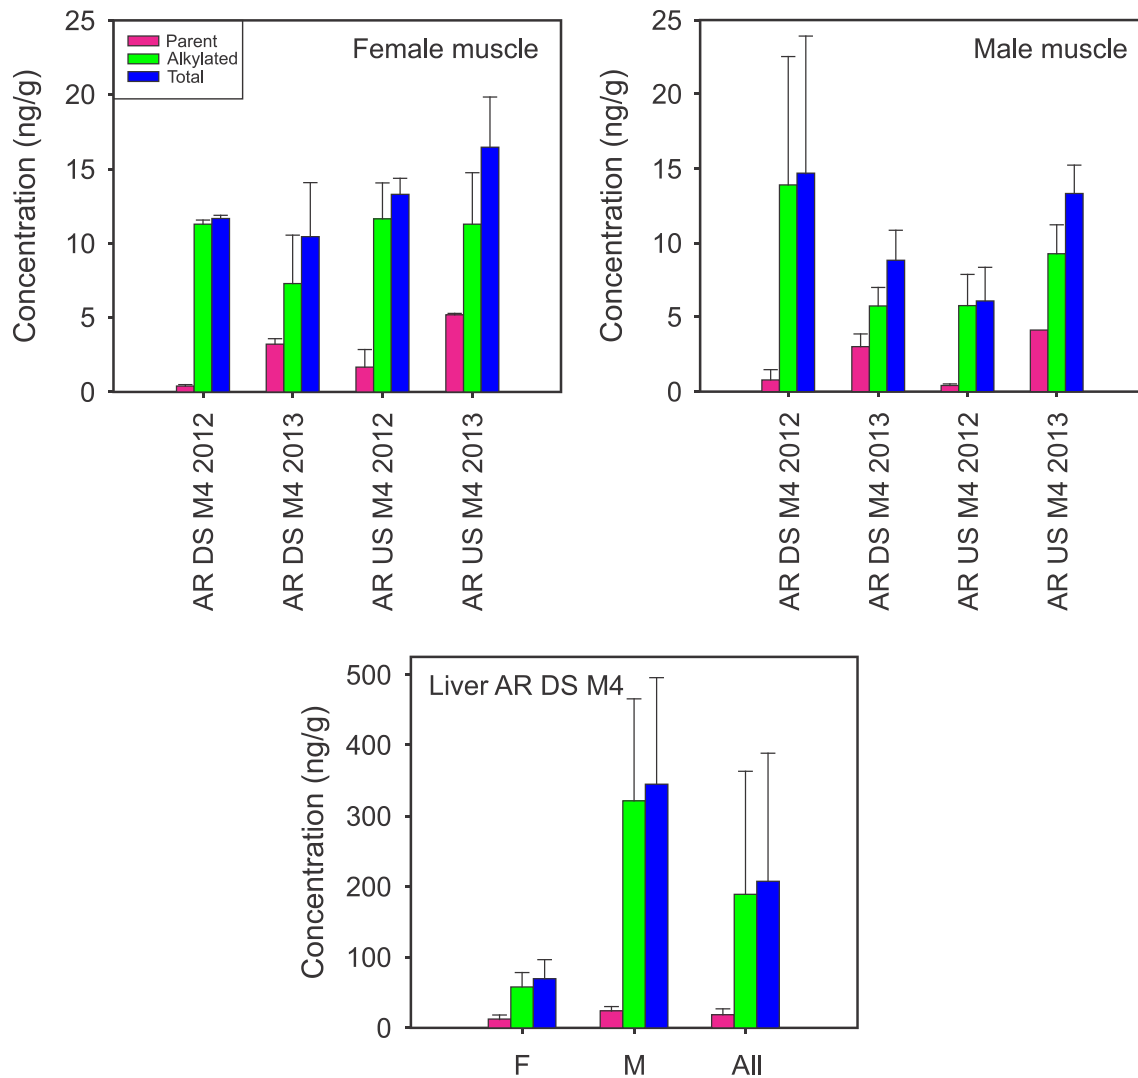 Female muscle
Parent
Alkylated
Total
Concentration (ng/g)
25
20
15
10
5
0
AR DS M4 2012
AR DS M4 2013
AR US M4 2012
AR US M4 2013
Male muscle
Concentration (ng/g)
25
20
15
10
5
0
AR DS M4 2012
AR DS M4 2013
AR US M4 2012
AR US M4 2013
Liver AR DS M4
Concentration (ng/g)
500
400
300
200
100
0
F
M
All